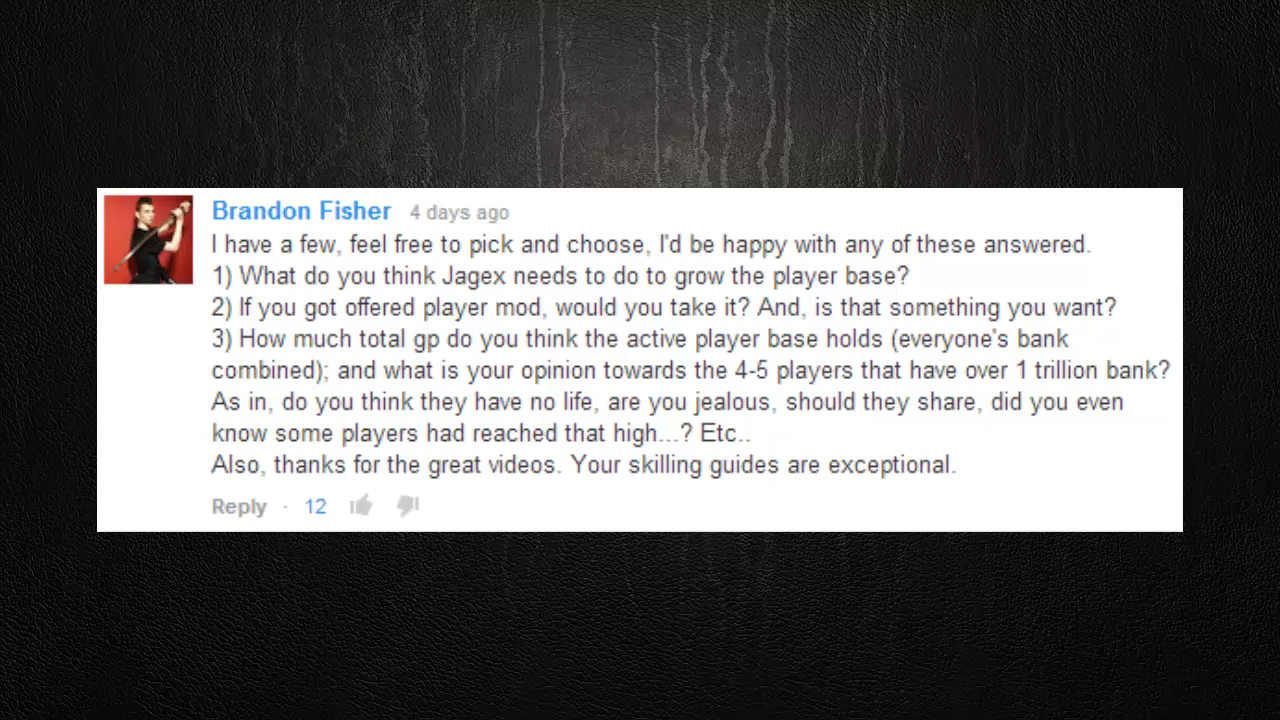 Brandon Fisher 4 days ago
I have a few, feel free to pick and choose, I'd be happy with any of these answered.
1) What do you think Jagex needs to do to grow the player base?
2) If you got offered player mod, would you take it? And, is that something you want?
3) How much total gp do you think the active player base holds (everyone's bank
combined); and what is your opinion towards the 4-5 players that have over 1 trillion bank?
As in, do you think they have no life, are you jealous, should they share, did you even
know some players had reached that high...? Etc..
Also, thanks for the great videos. Your skilling guides are exceptional.
Reply · 12